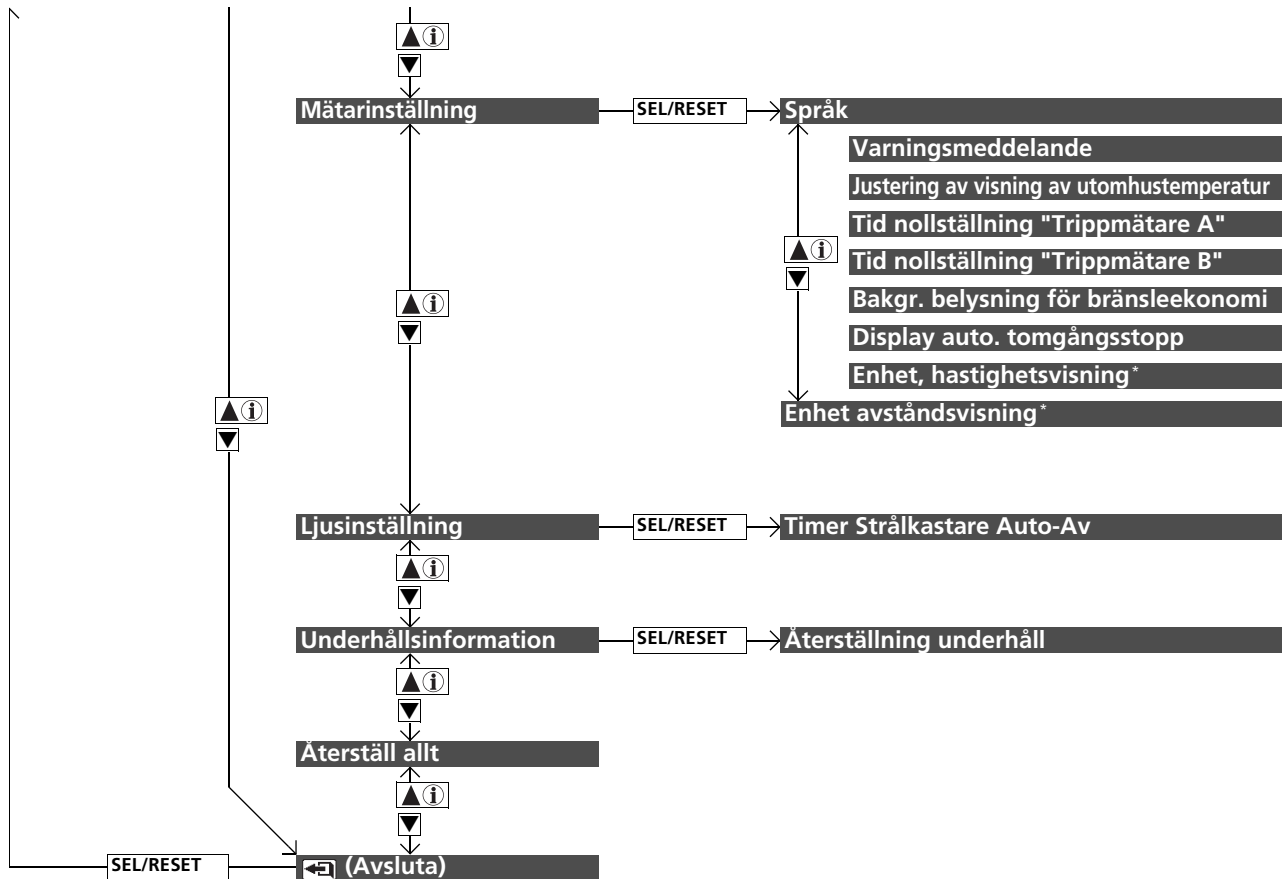 ▲ⓘ
▼
Mätarinställning SEL/RESET Språk
Varningsmeddelande
Justering av visning av utomhustemperatur
Tid nollställning "Trippmätare A"
▲ⓘ
Tid nollställning "Trippmätare B"
▼
Bakgr. belysning för bränsleekonomi
▲ⓘ
▼
Display auto. tomgångsstopp
Enhet, hastighetsvisning*
▲ⓘ
▼
Enhet avståndsvisning*
Ljusinställning SEL/RESET Timer Strålkastare Auto-Av
▲ⓘ
▼
Underhållsinformation SEL/RESET Återställning underhåll
▲ⓘ
▼
Återställ allt
▲ⓘ
▼
SEL/RESET (Avsluta)